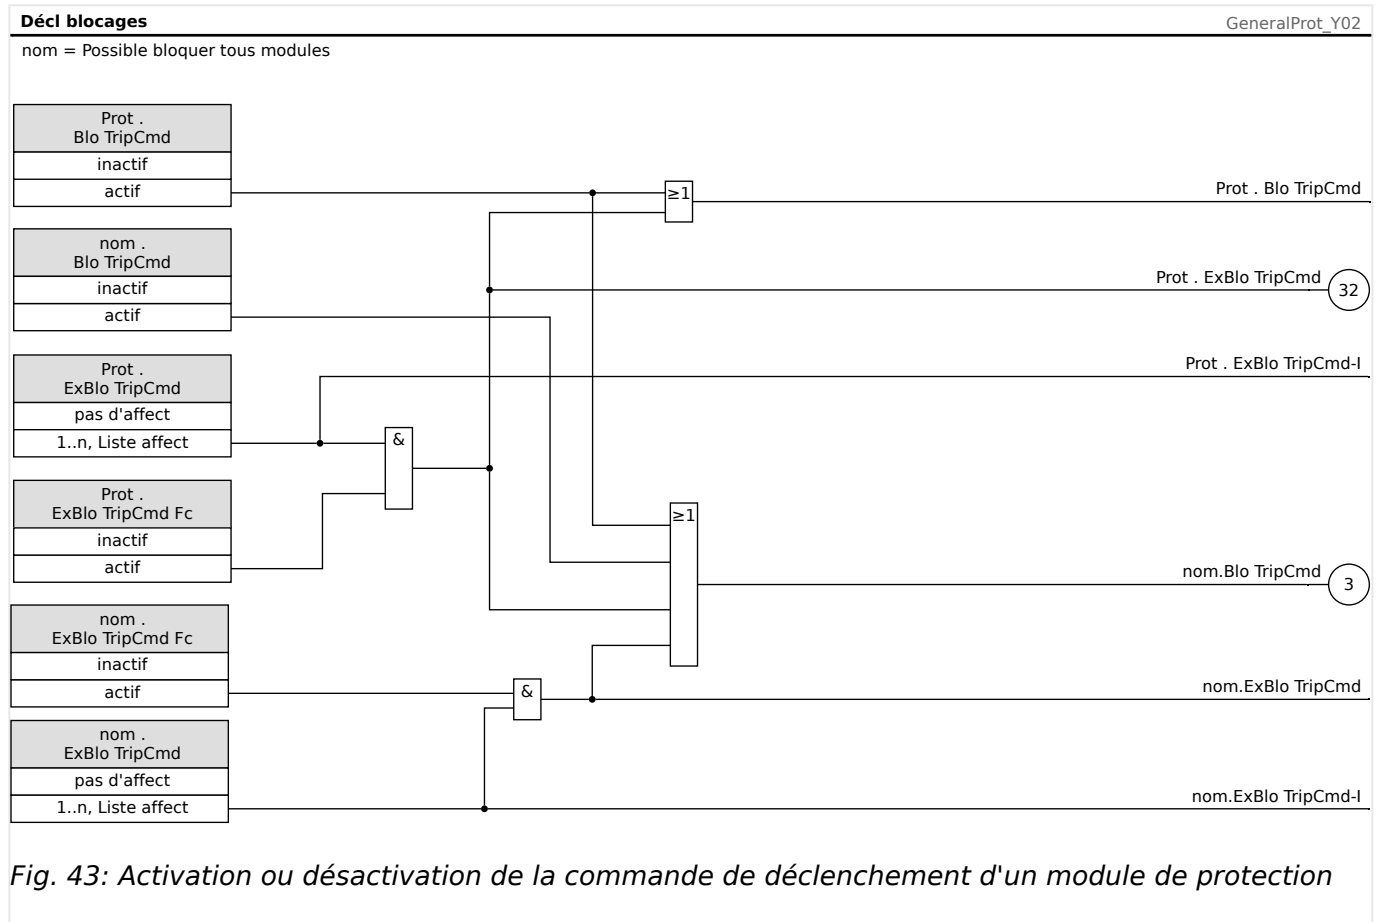 Décl blocages
GeneralProt_Y02
nom = Possible bloquer tous modules
Prot .
Blo TripCmd
inactif
actif
≥1
Prot . Blo TripCmd
nom .
Blo TripCmd
inactif
actif
Prot . ExBlo TripCmd
32
Prot .
ExBlo TripCmd
pas d'affect
1..n, Liste affect
Prot . ExBlo TripCmd-I
&
Prot .
ExBlo TripCmd Fc
inactif
actif
≥1
nom.Blo TripCmd
3
nom .
ExBlo TripCmd Fc
inactif
actif
&
nom.ExBlo TripCmd
nom .
ExBlo TripCmd
pas d'affect
1..n, Liste affect
nom.ExBlo TripCmd-I
Fig. 43: Activation ou désactivation de la commande de déclenchement d'un module de protection